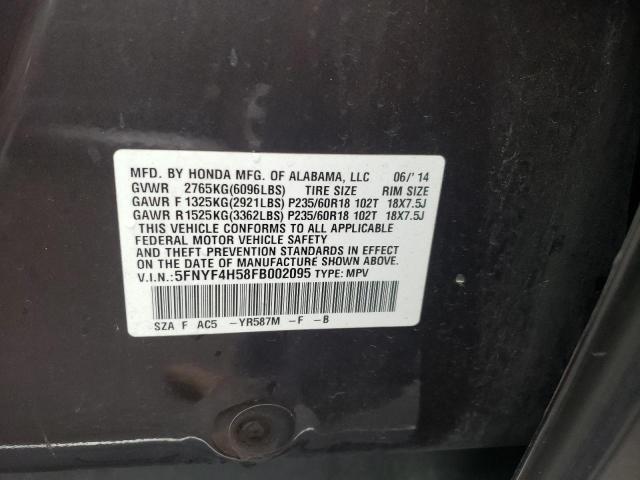 MFD. BY HONDA MFG. OF ALABAMA, LLC 06/'14
GVWR 2765KG(6096LBS) TIRE SIZE RIM SIZE
GAWR F 1325KG(2921LBS) P235/60R18 102T 18X7.5J
GAWR R1525KG(3362LBS) P235/60R18 102T 18X7.5J
THIS VEHICLE CONFORMS TO ALL APPLICABLE
FEDERAL MOTOR VEHICLE SAFETY
AND THEFT PREVENTION STANDARDS IN EFFECT
ON THE DATE OF MANUFACTURE SHOWN ABOVE.
V.I.N.:5FNYF4H58FB002095 TYPE: MPV
SZA F AC5 -YR587M -F -B